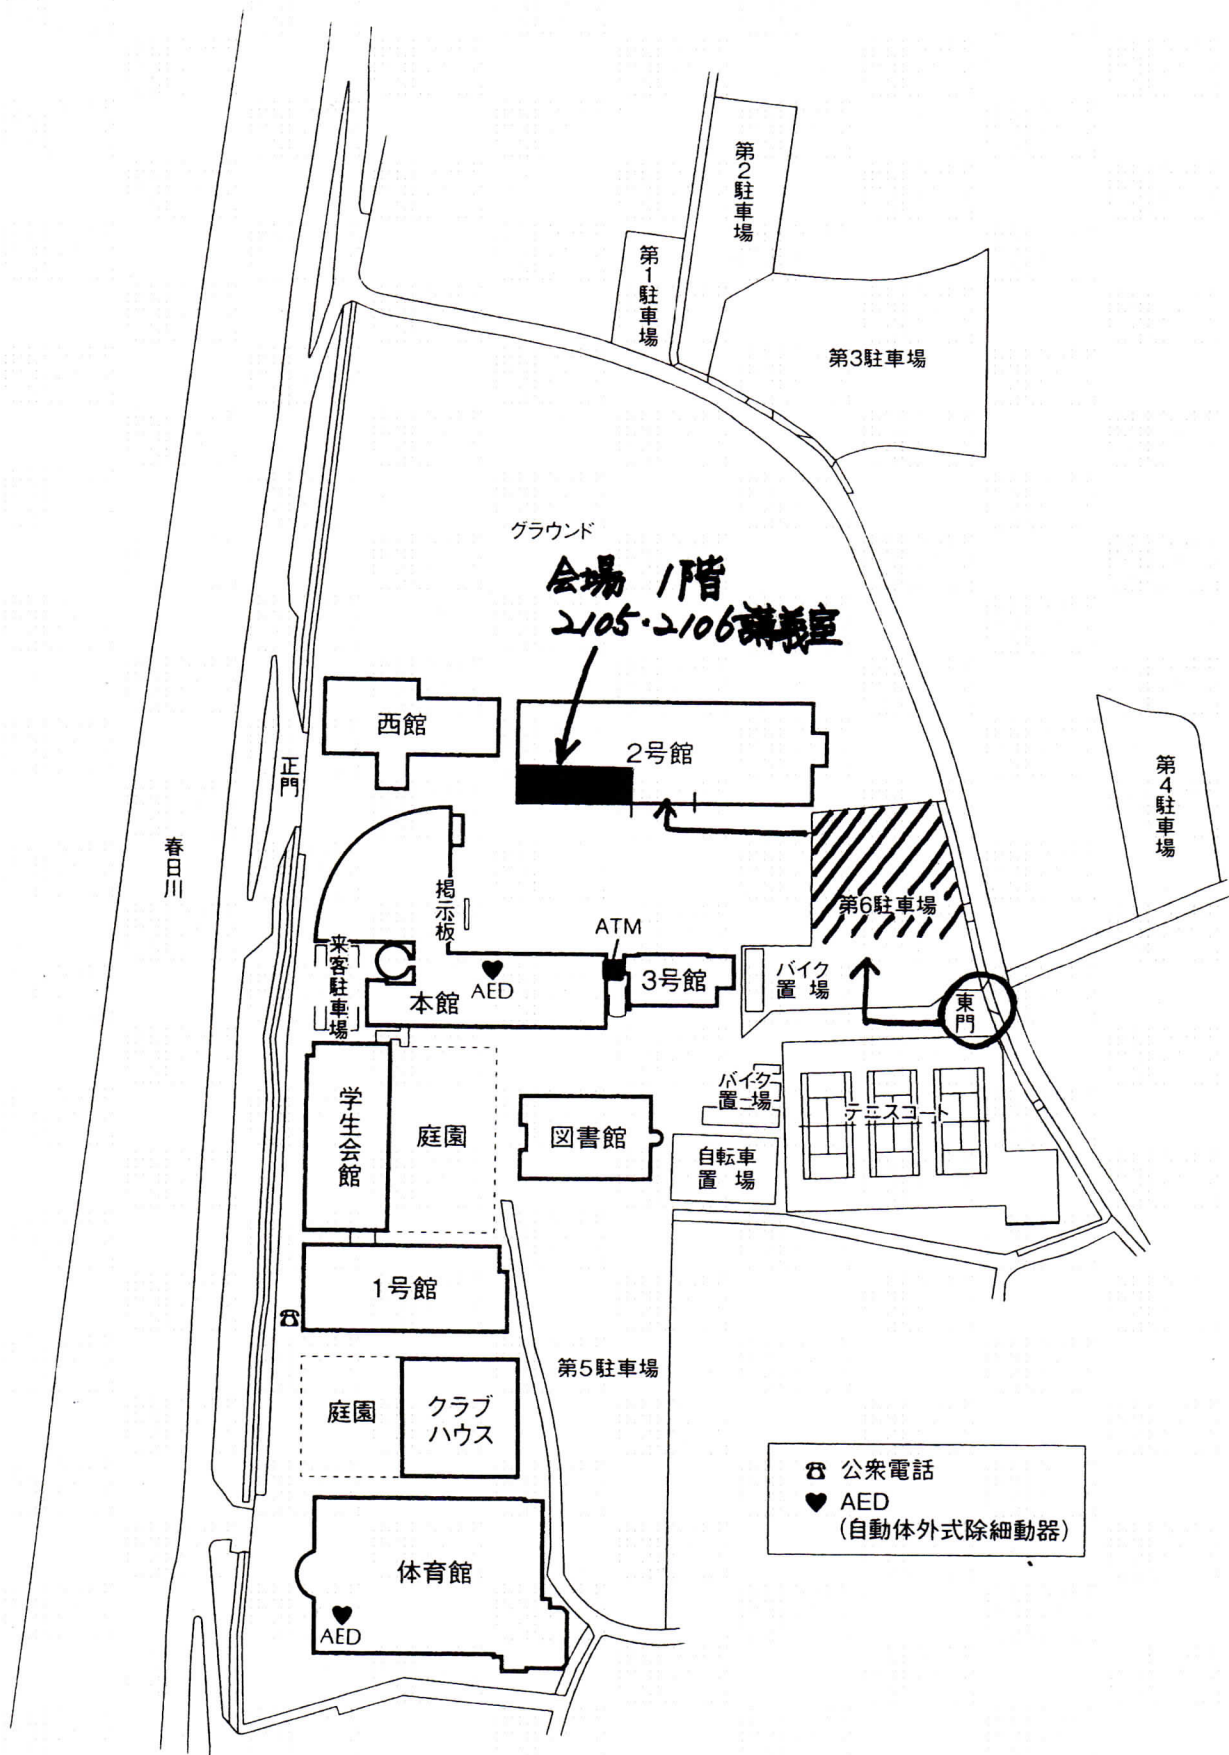 第2駐車場
第1駐車場
第3駐車場
グラウンド
会場 1階
2105・2106講義室
西館
2号館
正門
第4駐車場
春日川
掲示板
第6駐車場
ATM
来客駐車場
AED
本館
3号館
バイク
置場
東門
学生会館
庭園
図書館
バイク
置場
テニスコート
自転車
置場
1号館
第5駐車場
庭園
クラブ
ハウス
☎ 公衆電話
♥ AED
(自動体外式除細動器)
体育館
AED